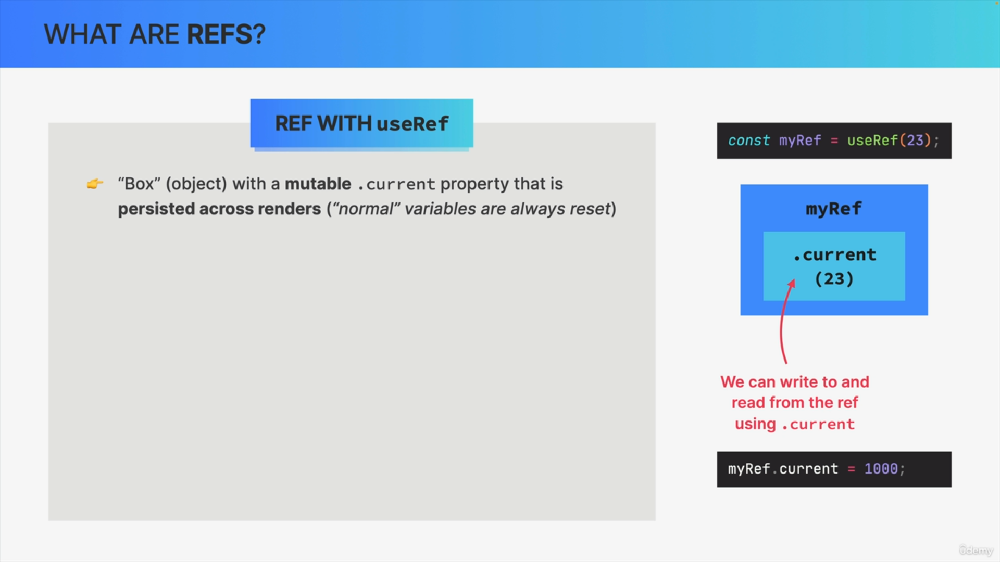 WHAT ARE REFS?
REF WITH useRef
👉 “Box” (object) with a mutable .current property that is
persisted across renders (“normal” variables are always reset)
const myRef = useRef(23);
myRef
.current
(23)
We can write to and
read from the ref
using .current
myRef.current = 1000;
ûdemy